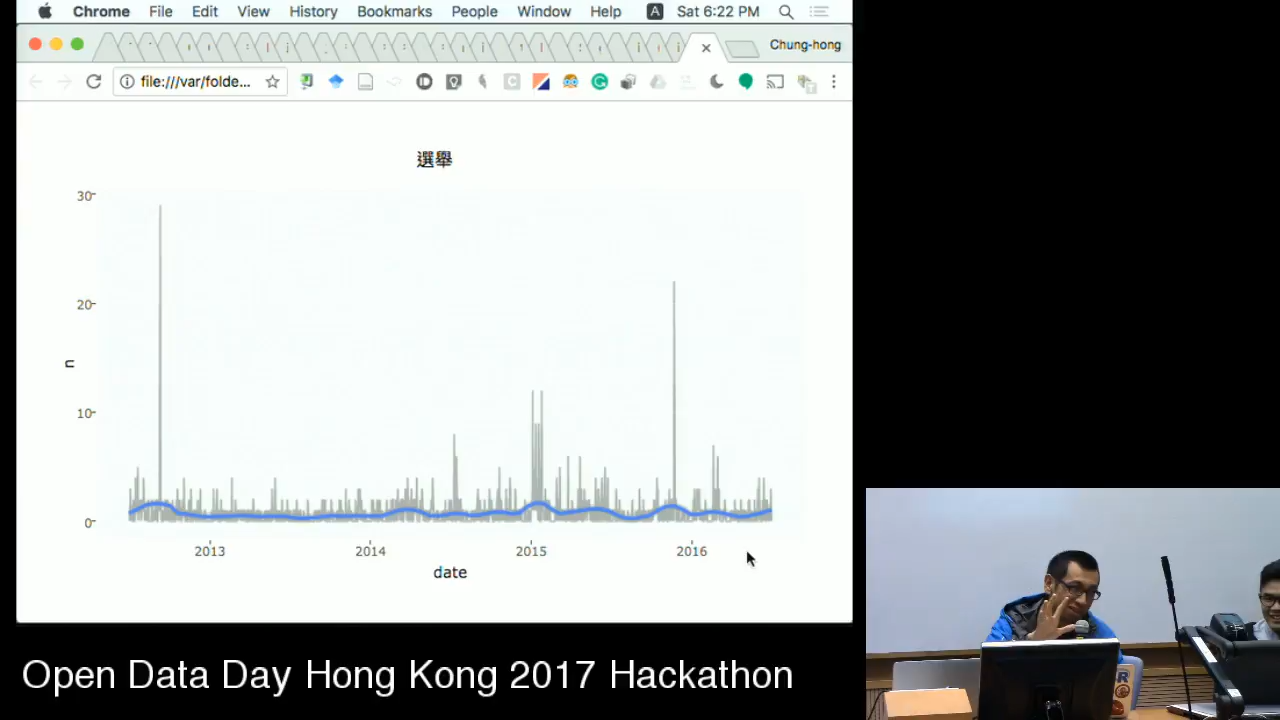 Chrome File Edit View History Bookmarks People Window Help A Sat 6:22 PM
Chung-hong
file:///var/folde...
選舉
30
20
n
10
0
2013 2014 2015 2016
date
Open Data Day Hong Kong 2017 Hackathon